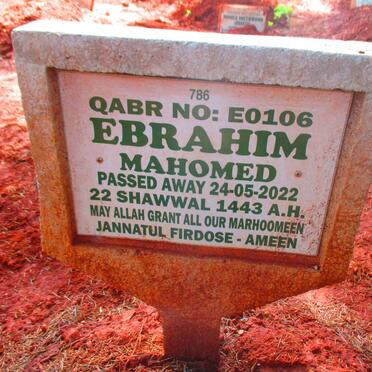 786
QABR NO: E0106
EBRAHIM
MAHOMED
PASSED AWAY 24-05-2022
22 SHAWWAL 1443 A.H.
MAY ALLAH GRANT ALL OUR MARHOOMEEN
JANNATUL FIRDOSE - AMEEN